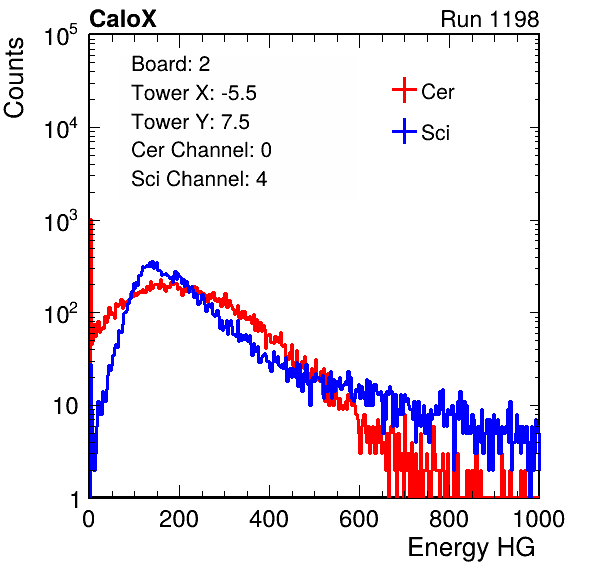 CaloX Run 1198
Counts
Board: 2
Tower X: -5.5
Tower Y: 7.5
Cer Channel: 0
Sci Channel: 4
Cer
Sci
10^5
10^4
10^3
10^2
10
1
0 200 400 600 800 1000
Energy HG